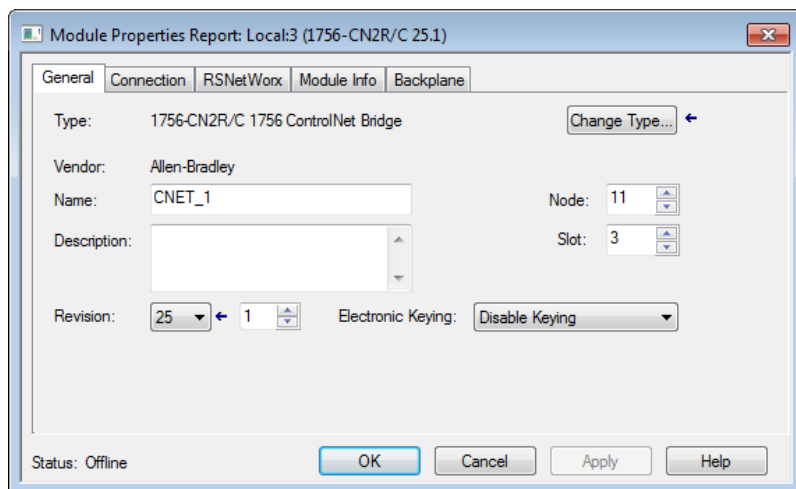 Module Properties Report: Local:3 (1756-CN2R/C 25.1)
General Connection RSNetWorx Module Info Backplane
Type: 1756-CN2R/C 1756 ControlNet Bridge Change Type...
Vendor: Allen-Bradley
Name: CNET_1 Node: 11
Description: Slot: 3
Revision: 25 1 Electronic Keying: Disable Keying
Status: Offline OK Cancel Apply Help